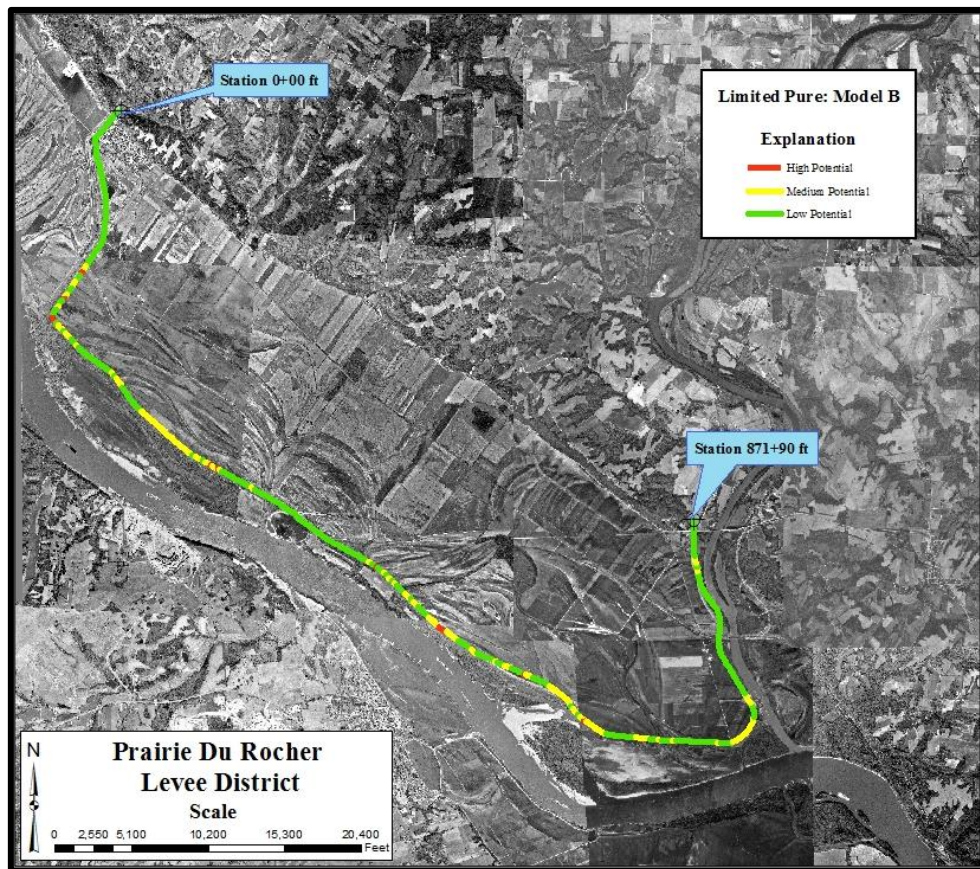 Station 0+00 ft
Limited Pure: Model B
Explanation
High Potential
Medium Potential
Low Potential
Station 871+90 ft
N
Prairie Du Rocher
Levee District
Scale
0 2,550 5,100 10,200 15,300 20,400
Feet